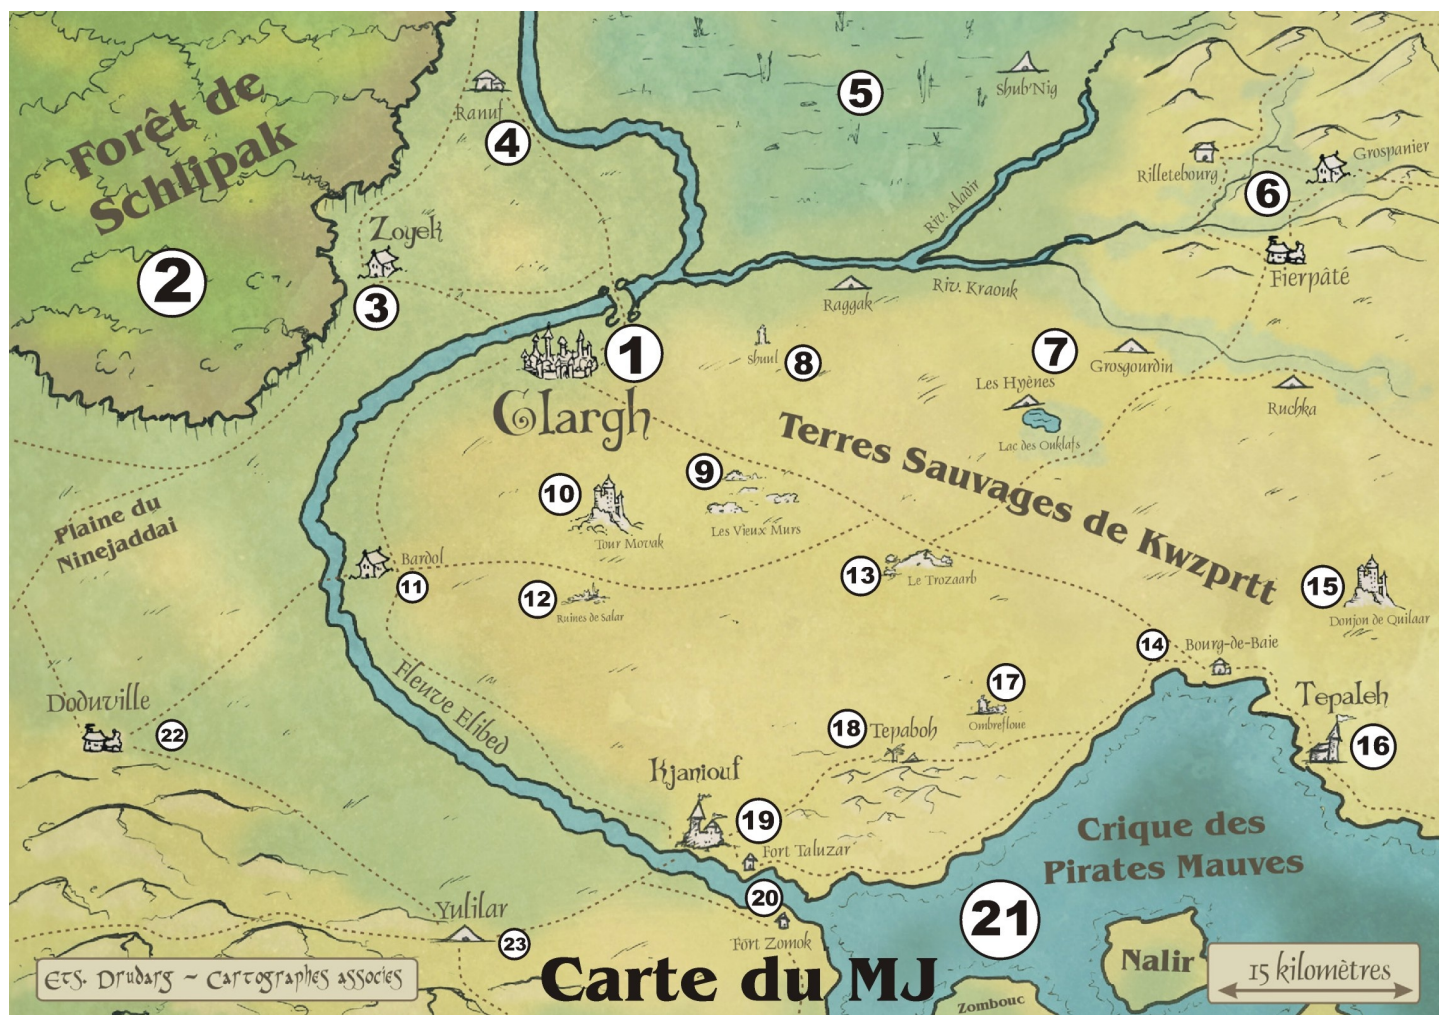 Forêt de
Schlipak
2
Ranuf
4
5
Shub'Nig
Rilletebourg
Grospanier
6
Fierpâté
Zoyek
3
Riv. Aladir
Riv. Kraouk
Raggak
1
Glargh
Shuul
8
7
Grosgourdin
Les Hyènes
Lac des Ouklafs
Ruchka
Terres Sauvages de Kwzprtt
Plaine du
Ninejaddai
10
Tour Movak
9
Les Vieux Murs
Bardol
11
12
Ruines de Salar
13
Le Trozaarb
15
Donjon de Quilaar
14
Bourg-de-Baie
Fleuve Elibed
Doduville
22
17
Ombrefloue
18
Tepaboh
Tepaleh
16
Kjaniouf
19
Fort Taluzar
20
Fort Zomok
Crique des
Pirates Mauves
21
Yulilar
23
Nalir
Zombouc
Ets. Drudarg ~ Cartographes associés
Carte du MJ
15 kilomètres